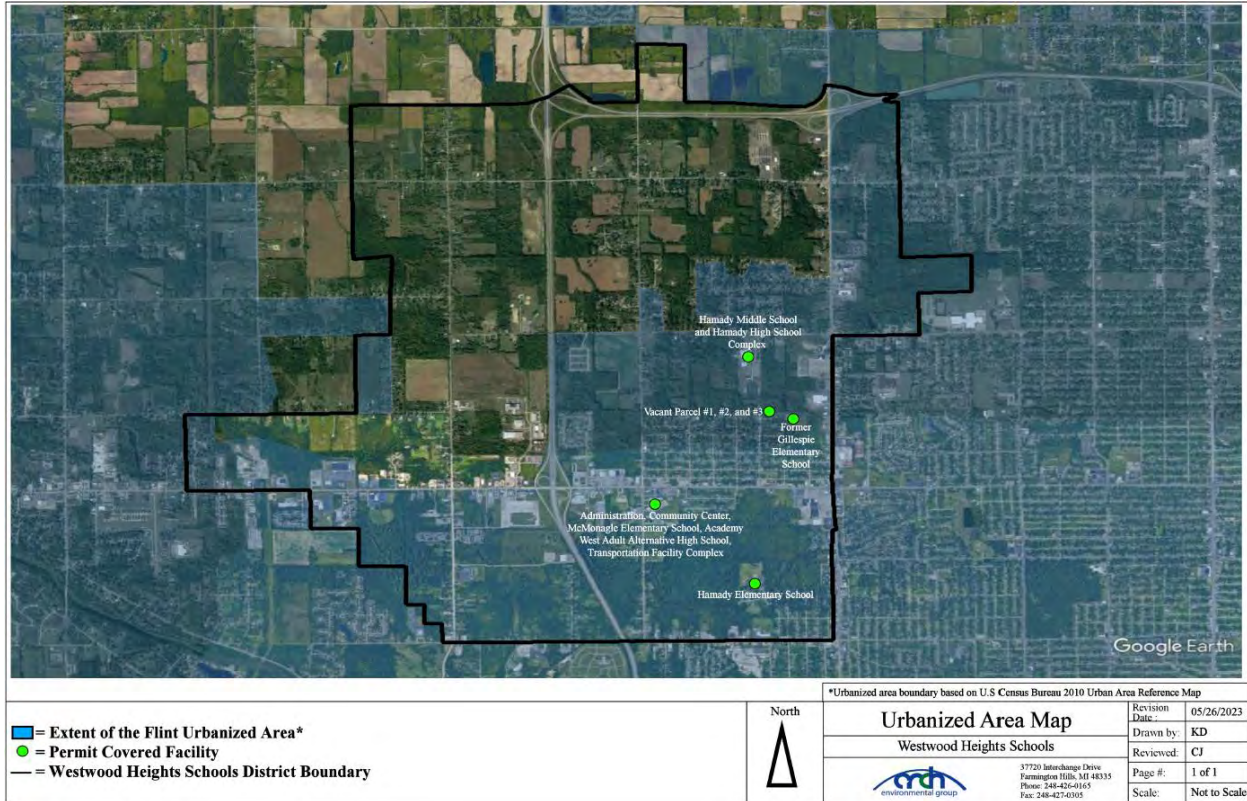 Hamady Middle School
and Hamady High School
Complex
Vacant Parcel #1, #2, and #3
Former
Gillespie
Elementary
School
Administration, Community Center,
McMonagle Elementary School, Academy
West Adult Alternative High School,
Transportation Facility Complex
Hamady Elementary School
Google Earth
*Urbanized area boundary based on U.S Census Bureau 2010 Urban Area Reference Map
= Extent of the Flint Urbanized Area*
= Permit Covered Facility
= Westwood Heights Schools District Boundary
North
Urbanized Area Map
Westwood Heights Schools
environmental group
37720 Interchange Drive
Farmington Hills, MI 48335
Phone: 248-426-0165
Fax: 248-427-0305
Revision Date : 05/26/2023
Drawn by: KD
Reviewed: CJ
Page #: 1 of 1
Scale: Not to Scale